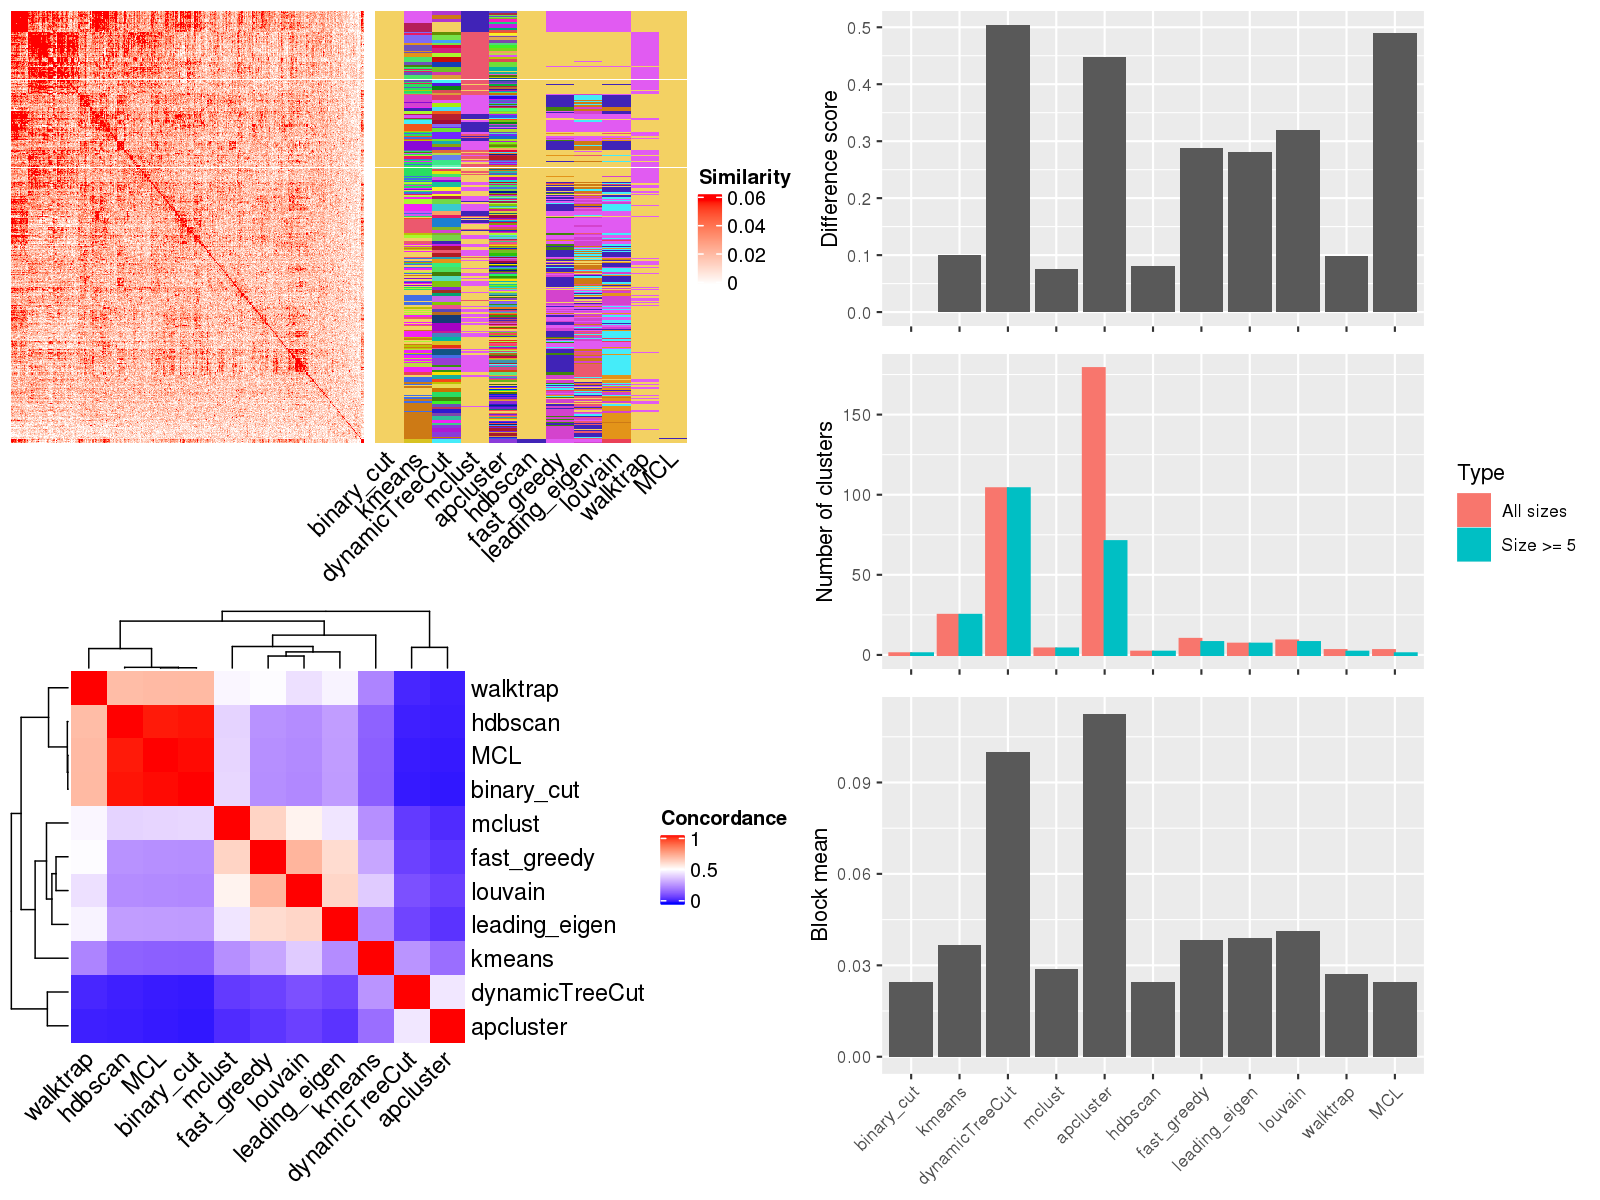 Similarity
0.06
0.04
0.02
0
binary_cut
kmeans
dynamicTreeCut
mclust
apcluster
hdbscan
fast_greedy
leading_eigen
louvain
walktrap
MCL
walktrap
hdbscan
MCL
binary_cut
mclust
fast_greedy
louvain
leading_eigen
kmeans
dynamicTreeCut
apcluster
Concordance
1
0.5
0
walktrap
hdbscan
MCL
binary_cut
mclust
fast_greedy
louvain
leading_eigen
kmeans
dynamicTreeCut
apcluster
Difference score
0.5
0.4
0.3
0.2
0.1
0.0
Number of clusters
150
100
50
0
Type
All sizes
Size >= 5
Block mean
0.09
0.06
0.03
0.00
binary_cut
kmeans
dynamicTreeCut
mclust
apcluster
hdbscan
fast_greedy
leading_eigen
louvain
walktrap
MCL